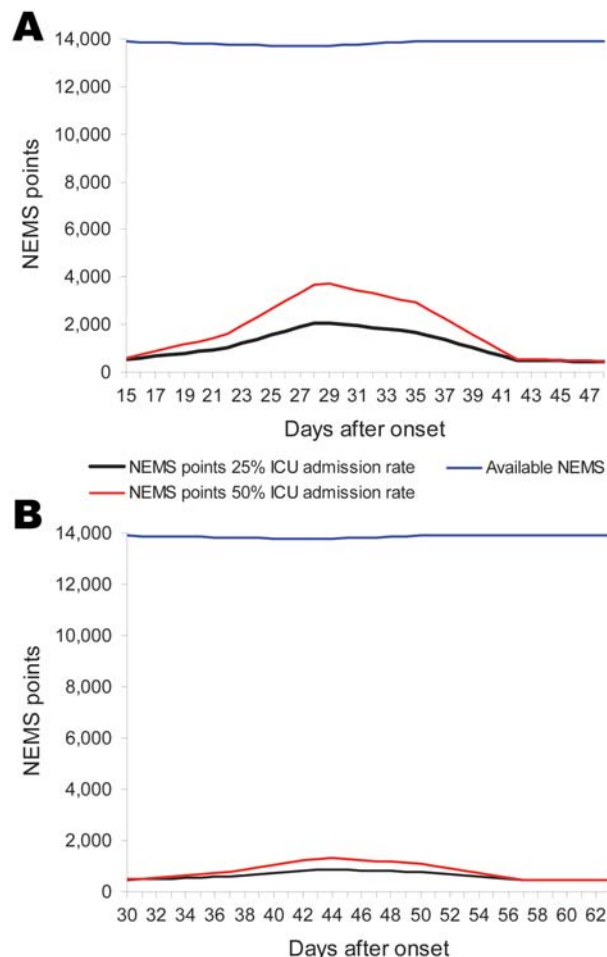 A
14,000
12,000
10,000
8,000
6,000
4,000
2,000
0
NEMS points
15 17 19 21 23 25 27 29 31 33 35 37 39 41 43 45 47
Days after onset
NEMS points 25% ICU admission rate Available NEMS
NEMS points 50% ICU admission rate
B
14,000
12,000
10,000
8,000
6,000
4,000
2,000
0
NEMS points
30 32 34 36 38 40 42 44 46 48 50 52 54 56 58 60 62
Days after onset